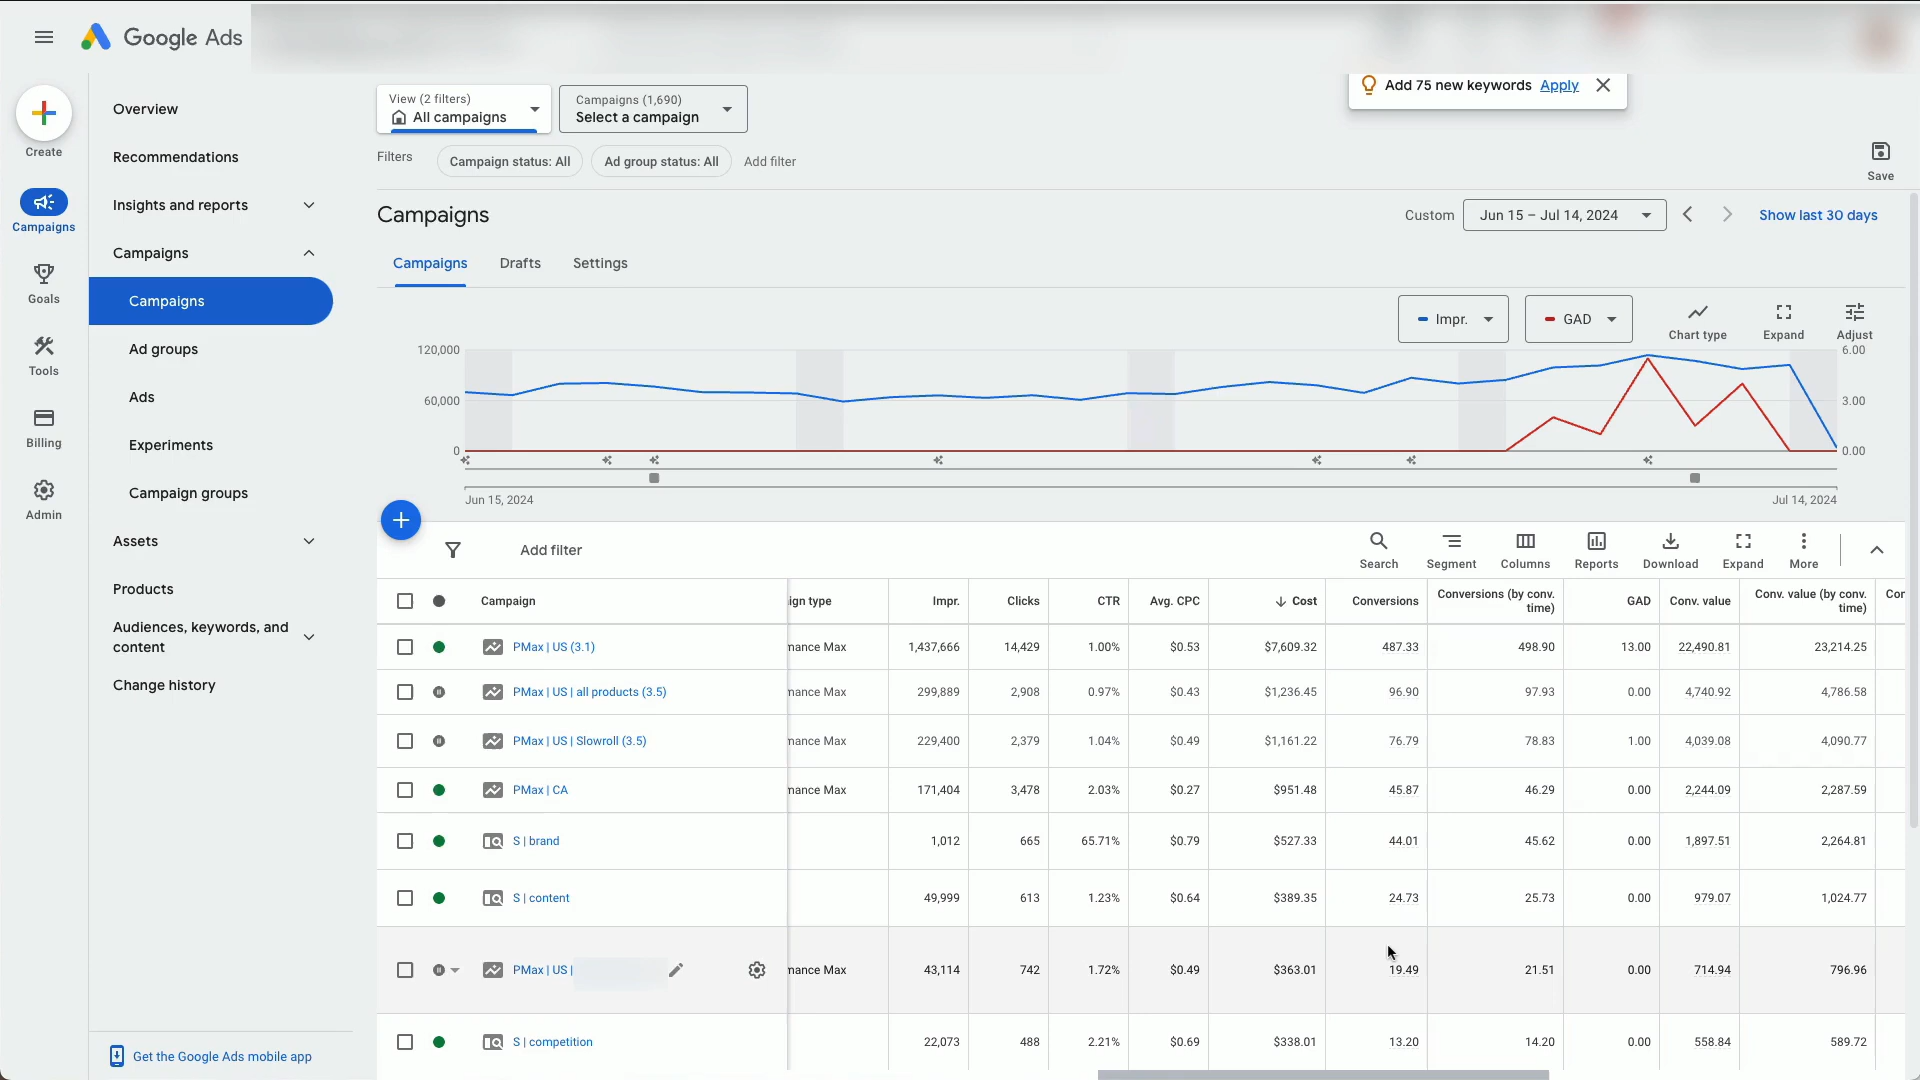 Google Ads
Add 75 new keywords Apply
Create
Campaigns
Goals
Tools
Billing
Admin
Overview
Recommendations
Insights and reports
Campaigns
Campaigns
Ad groups
Ads
Experiments
Campaign groups
Assets
Products
Audiences, keywords, and
content
Change history
Get the Google Ads mobile app
View (2 filters)
All campaigns
Campaigns (1,690)
Select a campaign
Filters Campaign status: All Ad group status: All Add filter
Save
Campaigns
Custom Jun 15 – Jul 14, 2024 Show last 30 days
Campaigns Drafts Settings
Impr. GAD Chart type Expand Adjust
120,000 6.00
60,000 3.00
0 0.00
Jun 15, 2024 Jul 14, 2024
Add filter
Search Segment Columns Reports Download Expand More
Campaign ign type Impr. Clicks CTR Avg. CPC Cost Conversions Conversions (by conv. time) GAD Conv. value Conv. value (by conv. time) Cor
PMax | US (3.1) nance Max 1,437,666 14,429 1.00% $0.53 $7,609.32 487.33 498.90 13.00 22,490.81 23,214.25
PMax | US | all products (3.5) nance Max 299,889 2,908 0.97% $0.43 $1,236.45 96.90 97.93 0.00 4,740.92 4,786.58
PMax | US | Slowroll (3.5) nance Max 229,400 2,379 1.04% $0.49 $1,161.22 76.79 78.83 1.00 4,039.08 4,090.77
PMax | CA nance Max 171,404 3,478 2.03% $0.27 $951.48 45.87 46.29 0.00 2,244.09 2,287.59
S | brand 1,012 665 65.71% $0.79 $527.33 44.01 45.62 0.00 1,897.51 2,264.81
S | content 49,999 613 1.23% $0.64 $389.35 24.73 25.73 0.00 979.07 1,024.77
PMax | US | nance Max 43,114 742 1.72% $0.49 $363.01 19.49 21.51 0.00 714.94 796.96
S | competition 22,073 488 2.21% $0.69 $338.01 13.20 14.20 0.00 558.84 589.72